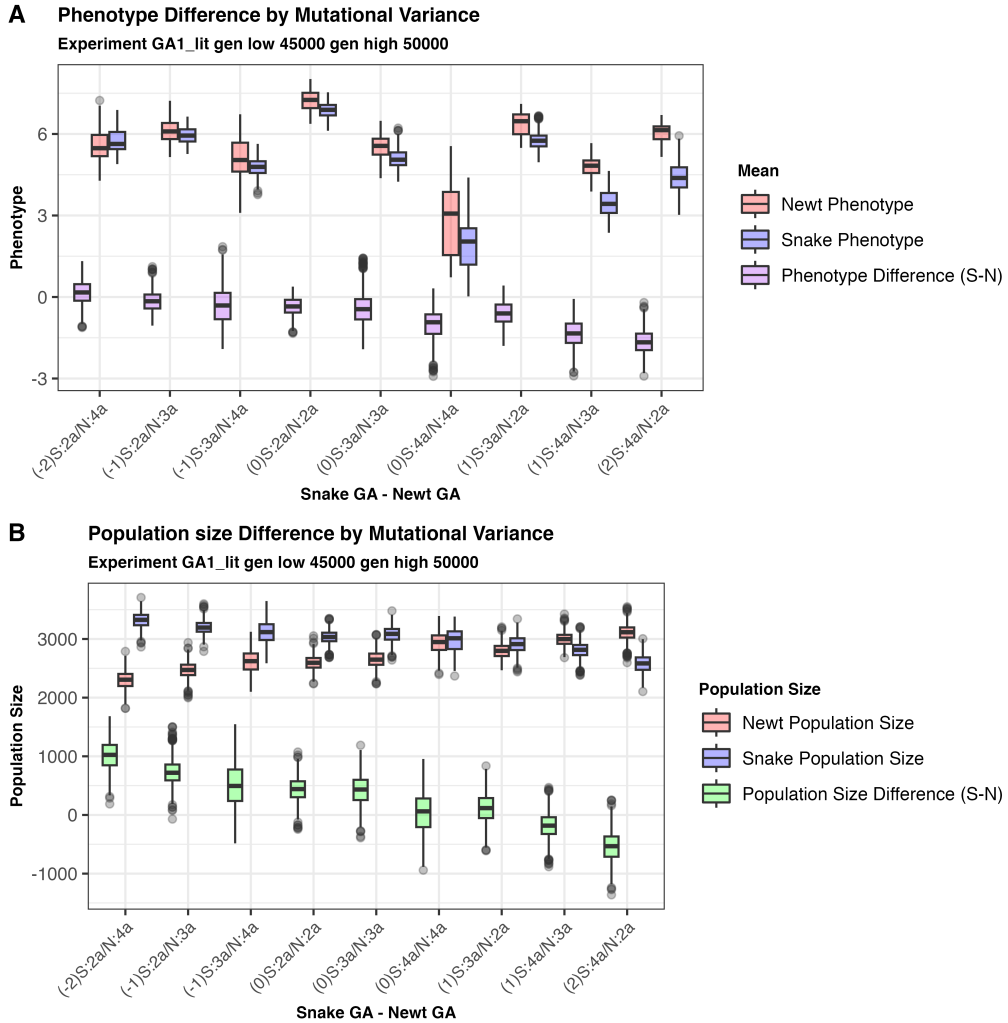 A
Phenotype Difference by Mutational Variance
Experiment GA1_lit gen low 45000 gen high 50000
Phenotype
6
3
0
-3
(-2)S:2a/N:4a
(-1)S:2a/N:3a
(-1)S:3a/N:4a
(0)S:2a/N:2a
(0)S:3a/N:3a
(0)S:4a/N:4a
(1)S:3a/N:2a
(1)S:4a/N:3a
(2)S:4a/N:2a
Snake GA - Newt GA
Mean
Newt Phenotype
Snake Phenotype
Phenotype Difference (S-N)
B
Population size Difference by Mutational Variance
Experiment GA1_lit gen low 45000 gen high 50000
Population Size
3000
2000
1000
0
-1000
(-2)S:2a/N:4a
(-1)S:2a/N:3a
(-1)S:3a/N:4a
(0)S:2a/N:2a
(0)S:3a/N:3a
(0)S:4a/N:4a
(1)S:3a/N:2a
(1)S:4a/N:3a
(2)S:4a/N:2a
Snake GA - Newt GA
Population Size
Newt Population Size
Snake Population Size
Population Size Difference (S-N)